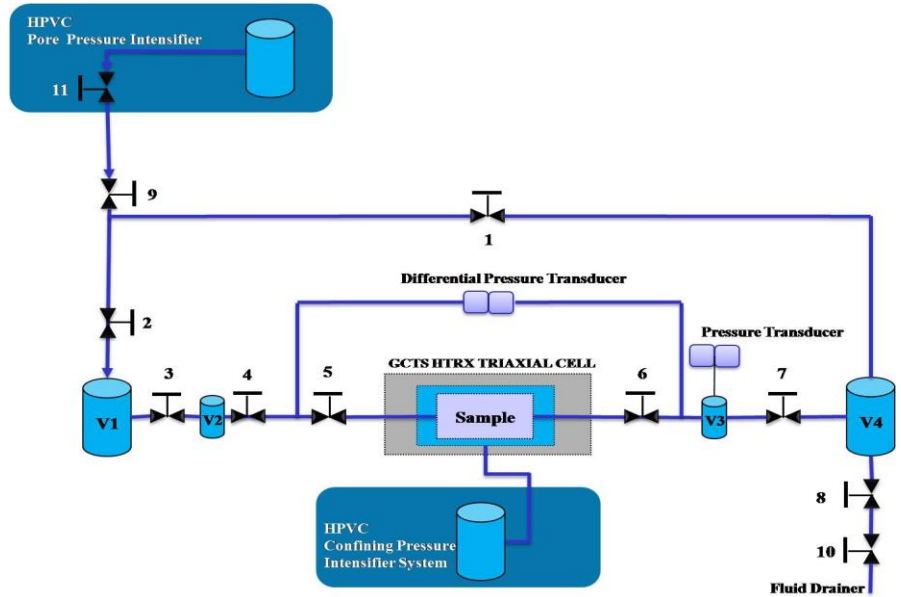 HPVC
Pore Pressure Intensifier
11
9
1
Differential Pressure Transducer
2
Pressure Transducer
GCTS HTRX TRIAXIAL CELL
3
4
5
6
7
Sample
V1
V2
V3
V4
8
HPVC
Confining Pressure
Intensifier System
10
Fluid Drainer